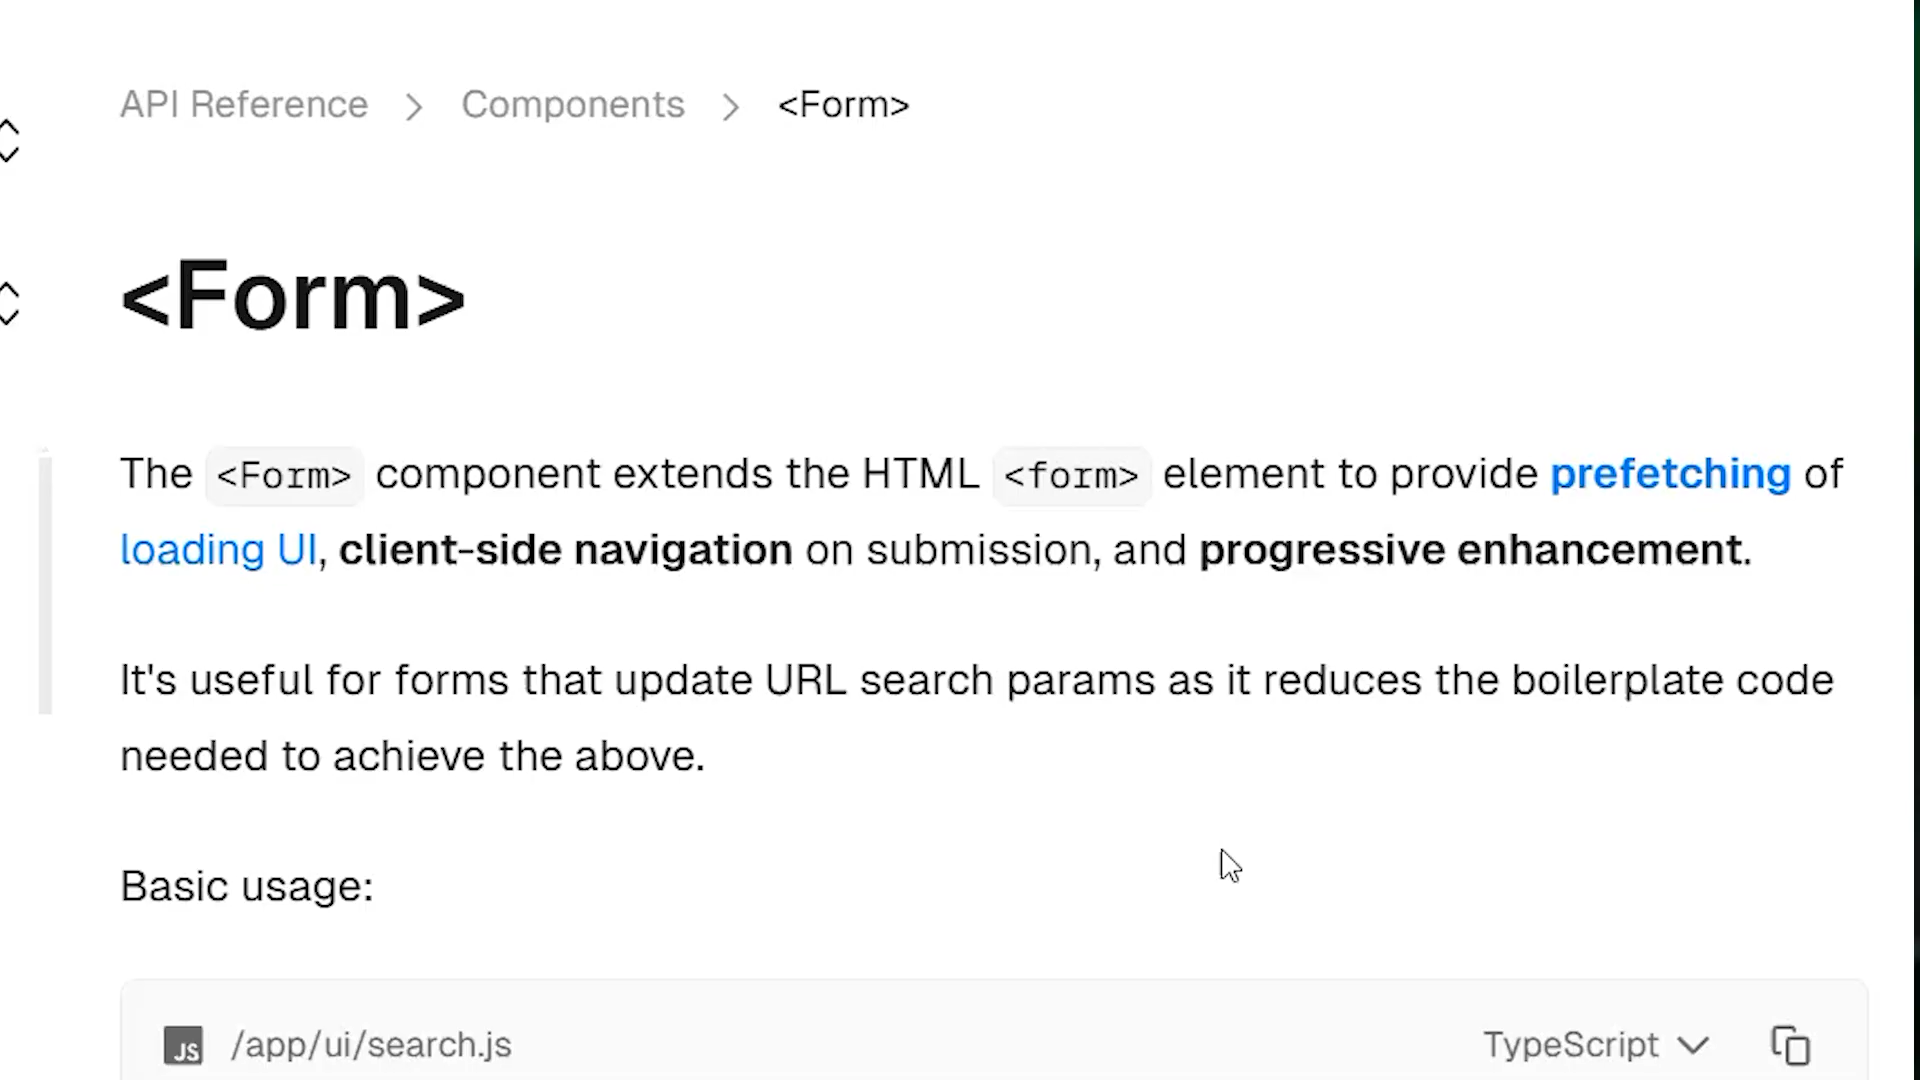 API Reference > Components > <Form>
<Form>
The <Form> component extends the HTML <form> element to provide prefetching of
loading UI, client-side navigation on submission, and progressive enhancement.
It's useful for forms that update URL search params as it reduces the boilerplate code
needed to achieve the above.
Basic usage:
JS /app/ui/search.js TypeScript